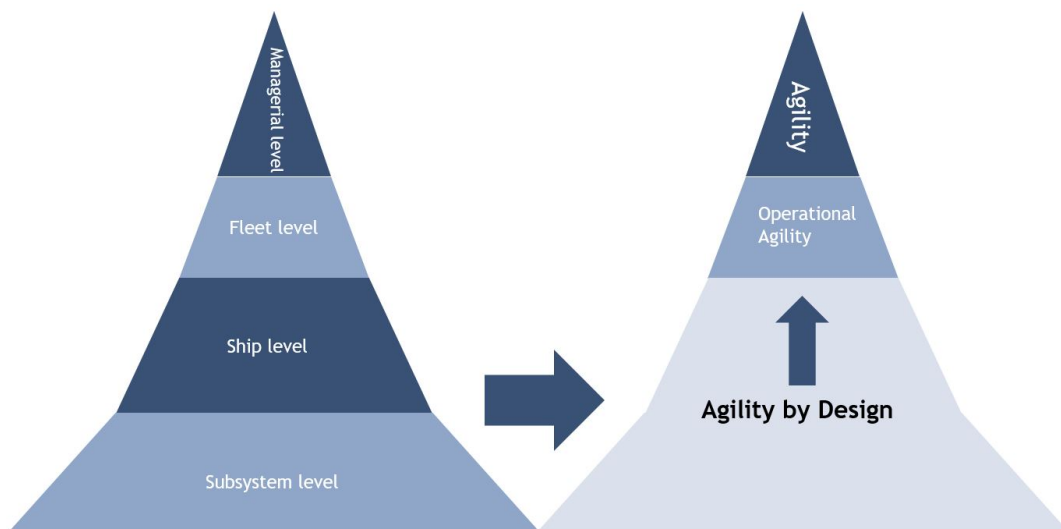 Managerial level
Fleet level
Ship level
Subsystem level
Agility
Operational
Agility
Agility by Design